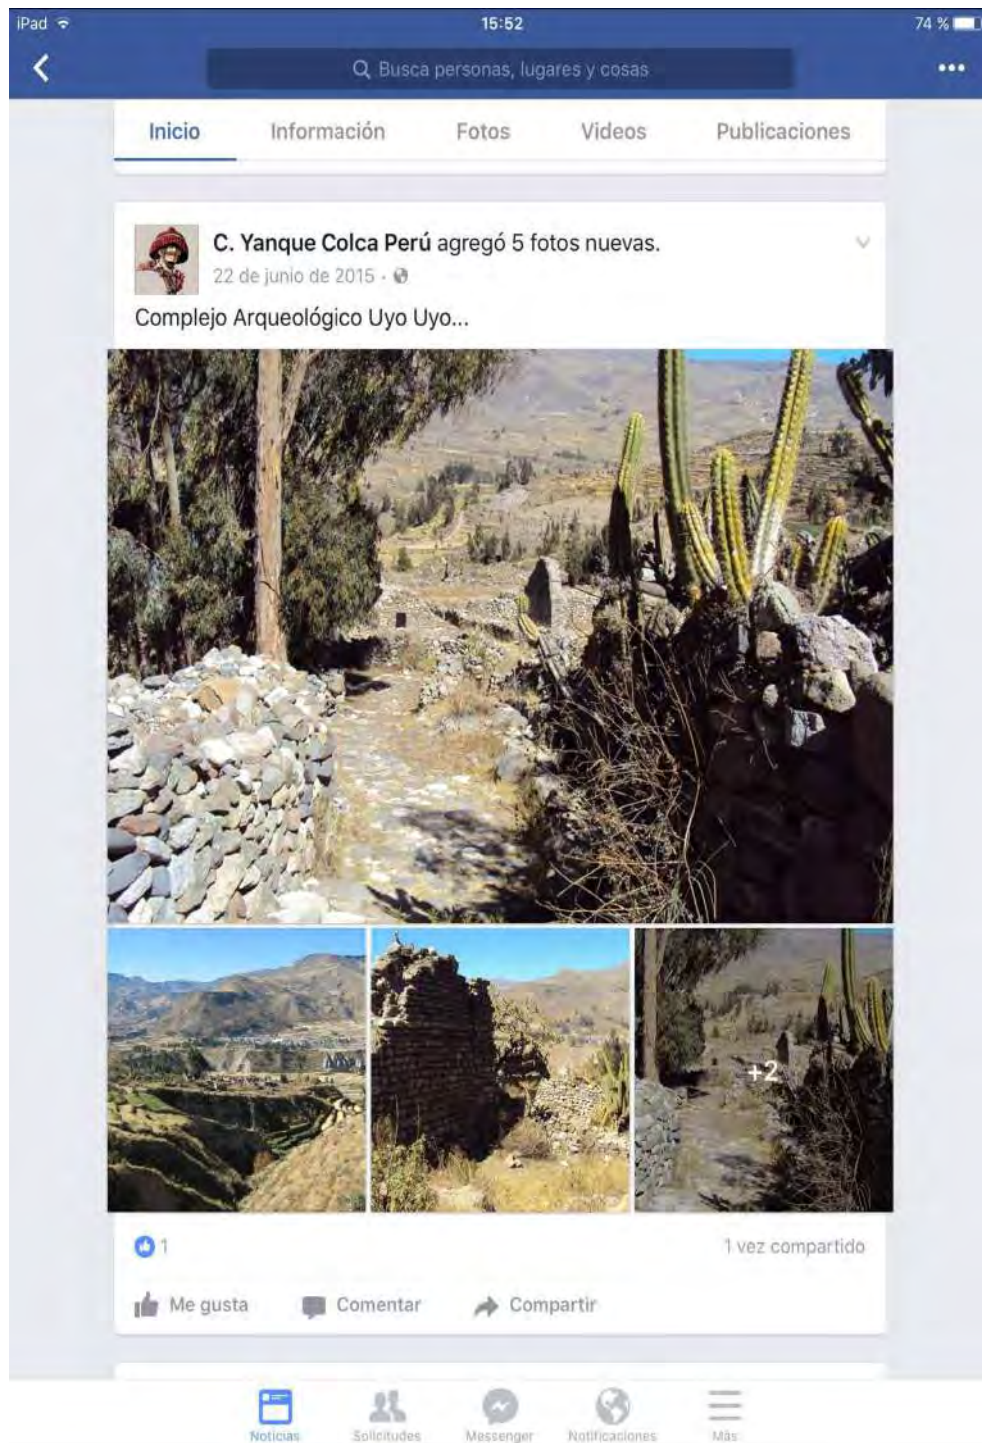 iPad 15:52 74 %
Busca personas, lugares y cosas
Inicio Información Fotos Videos Publicaciones
C. Yanque Colca Perú agregó 5 fotos nuevas.
22 de junio de 2015 ·
Complejo Arqueológico Uyo Uyo...
+2
1 1 vez compartido
Me gusta Comentar Compartir
Noticias Solicitudes Messenger Notificaciones Más